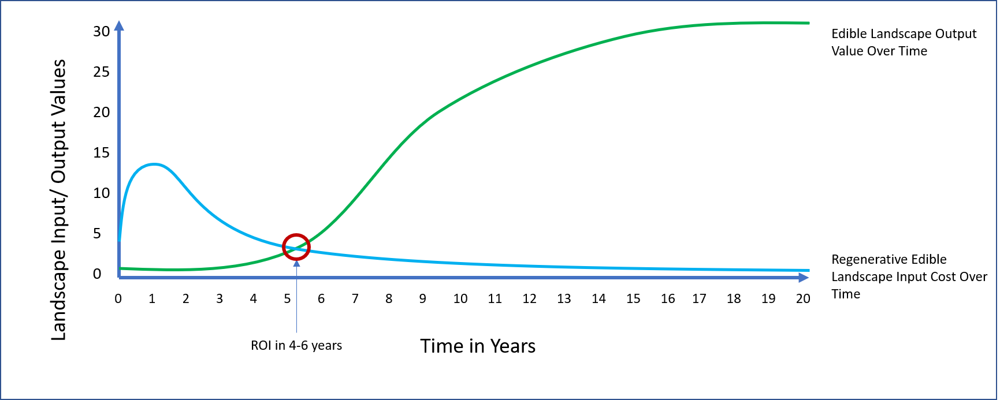 Landscape Input/ Output Values
30
25
20
15
10
5
0
0 1 2 3 4 5 6 7 8 9 10 11 12 13 14 15 16 17 18 19 20
Time in Years
ROI in 4-6 years
Edible Landscape Output
Value Over Time
Regenerative Edible
Landscape Input Cost Over
Time